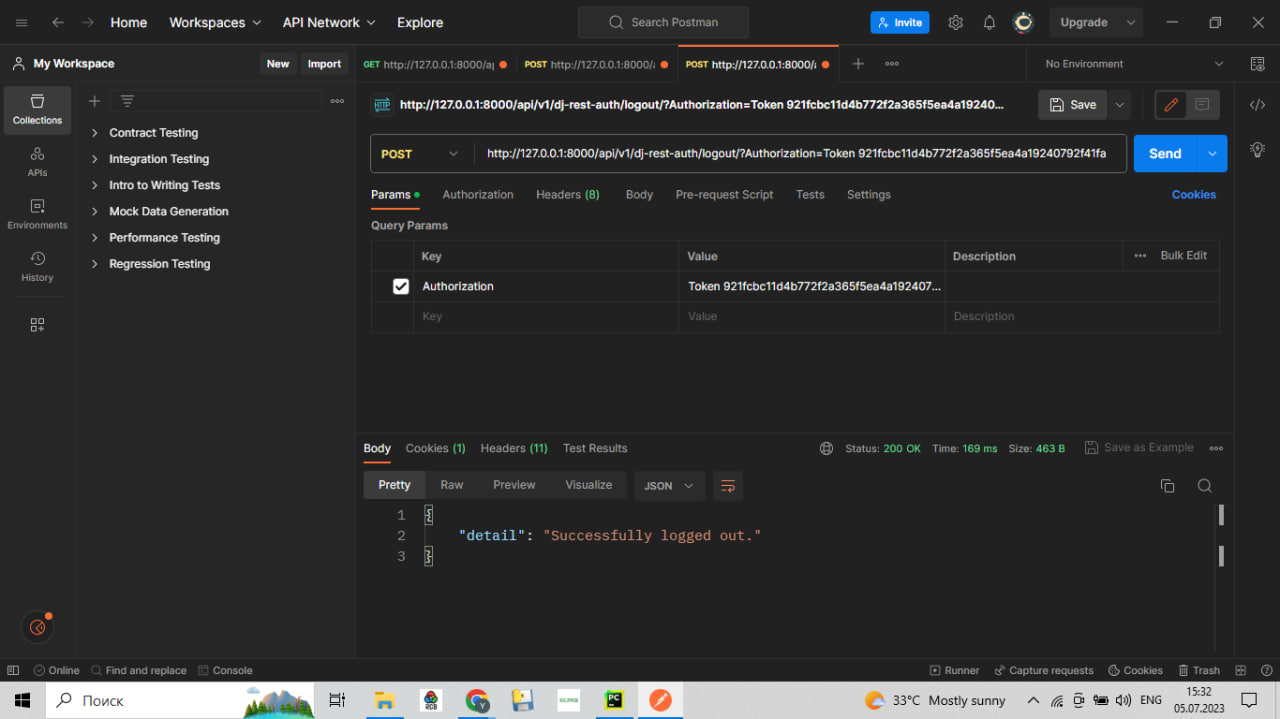 Home Workspaces API Network Explore Search Postman Invite Upgrade
My Workspace New Import GET http://127.0.0.1:8000/ap POST http://127.0.0.1:8000/a POST http://127.0.0.1:8000/a No Environment
Collections
APIs
Environments
History
Contract Testing
Integration Testing
Intro to Writing Tests
Mock Data Generation
Performance Testing
Regression Testing
HTTP http://127.0.0.1:8000/api/v1/dj-rest-auth/logout/?Authorization=Token 921fcbc11d4b772f2a365f5ea4a19240... Save
POST http://127.0.0.1:8000/api/v1/dj-rest-auth/logout/?Authorization=Token 921fcbc11d4b772f2a365f5ea4a19240792f41fa Send
Params Authorization Headers (8) Body Pre-request Script Tests Settings Cookies
Query Params
Key Value Description Bulk Edit
Authorization Token 921fcbc11d4b772f2a365f5ea4a192407...
Key Value Description
Body Cookies (1) Headers (11) Test Results Status: 200 OK Time: 169 ms Size: 463 B Save as Example
Pretty Raw Preview Visualize JSON
1 {
2 "detail": "Successfully logged out."
3 }
Online Find and replace Console Runner Capture requests Cookies Trash
Поиск PC 33°C Mostly sunny ENG 15:32
05.07.2023